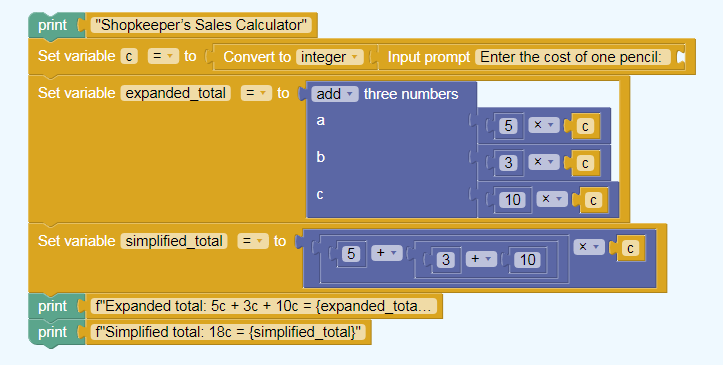 print "Shopkeeper's Sales Calculator"
Set variable c = to Convert to integer Input prompt Enter the cost of one pencil:
Set variable expanded_total = to add three numbers
a 5 × c
b 3 × c
c 10 × c
Set variable simplified_total = to 5 + 3 + 10 × c
print f"Expanded total: 5c + 3c + 10c = {expanded_tota...
print f"Simplified total: 18c = {simplified_total}"